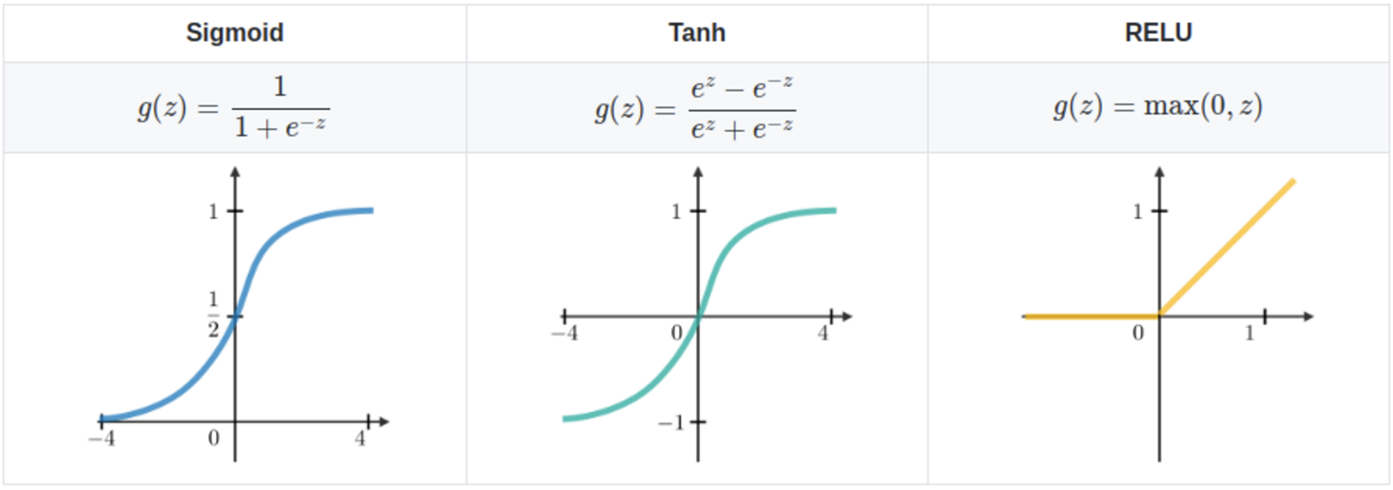 Sigmoid
Tanh
RELU
g(z) = 1 / (1 + e^{−z})
g(z) = (e^z − e^{−z}) / (e^z + e^{−z})
g(z) = max(0, z)
1
1/2
−4
0
4
1
−4
0
4
−1
1
0
1